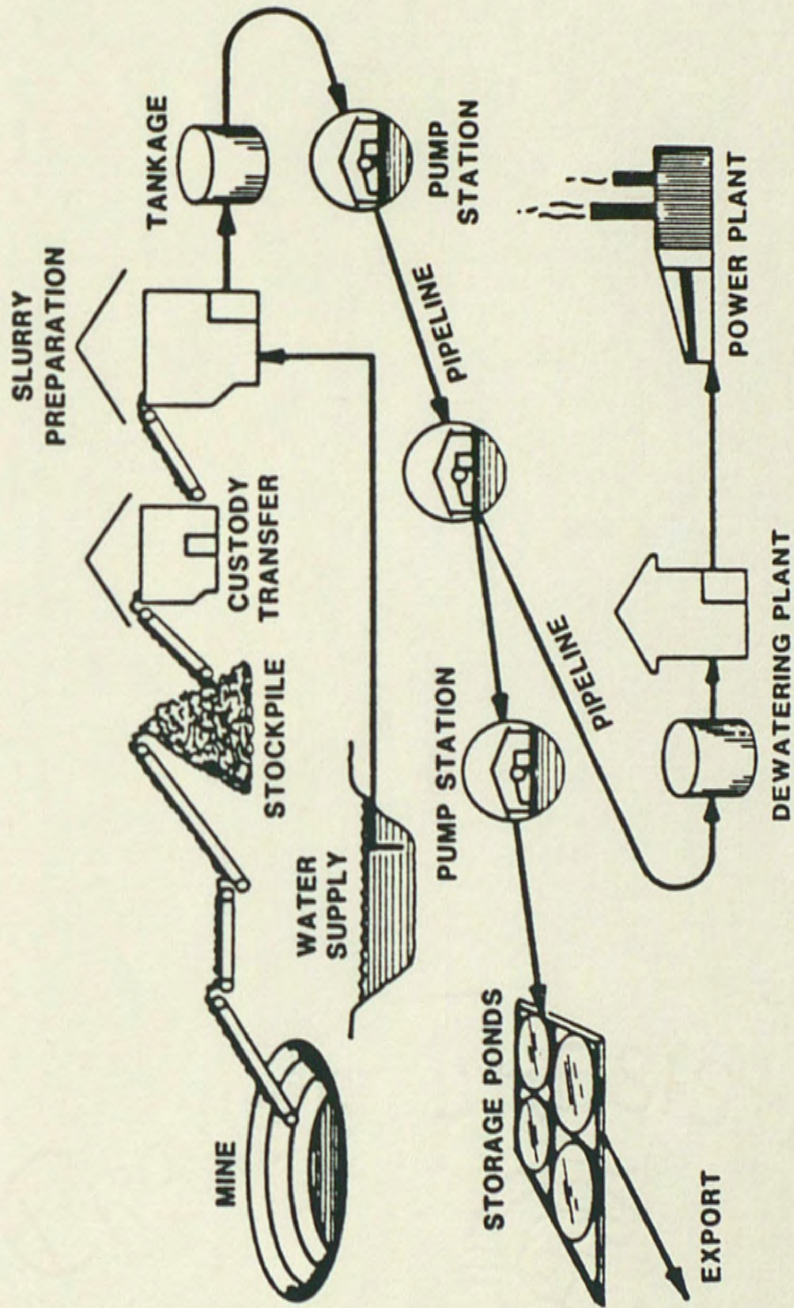 MINE
STOCKPILE
CUSTODY
TRANSFER
SLURRY
PREPARATION
TANKAGE
WATER
SUPPLY
PUMP
STATION
PIPELINE
PUMP STATION
PIPELINE
STORAGE PONDS
EXPORT
DEWATERING PLANT
POWER PLANT